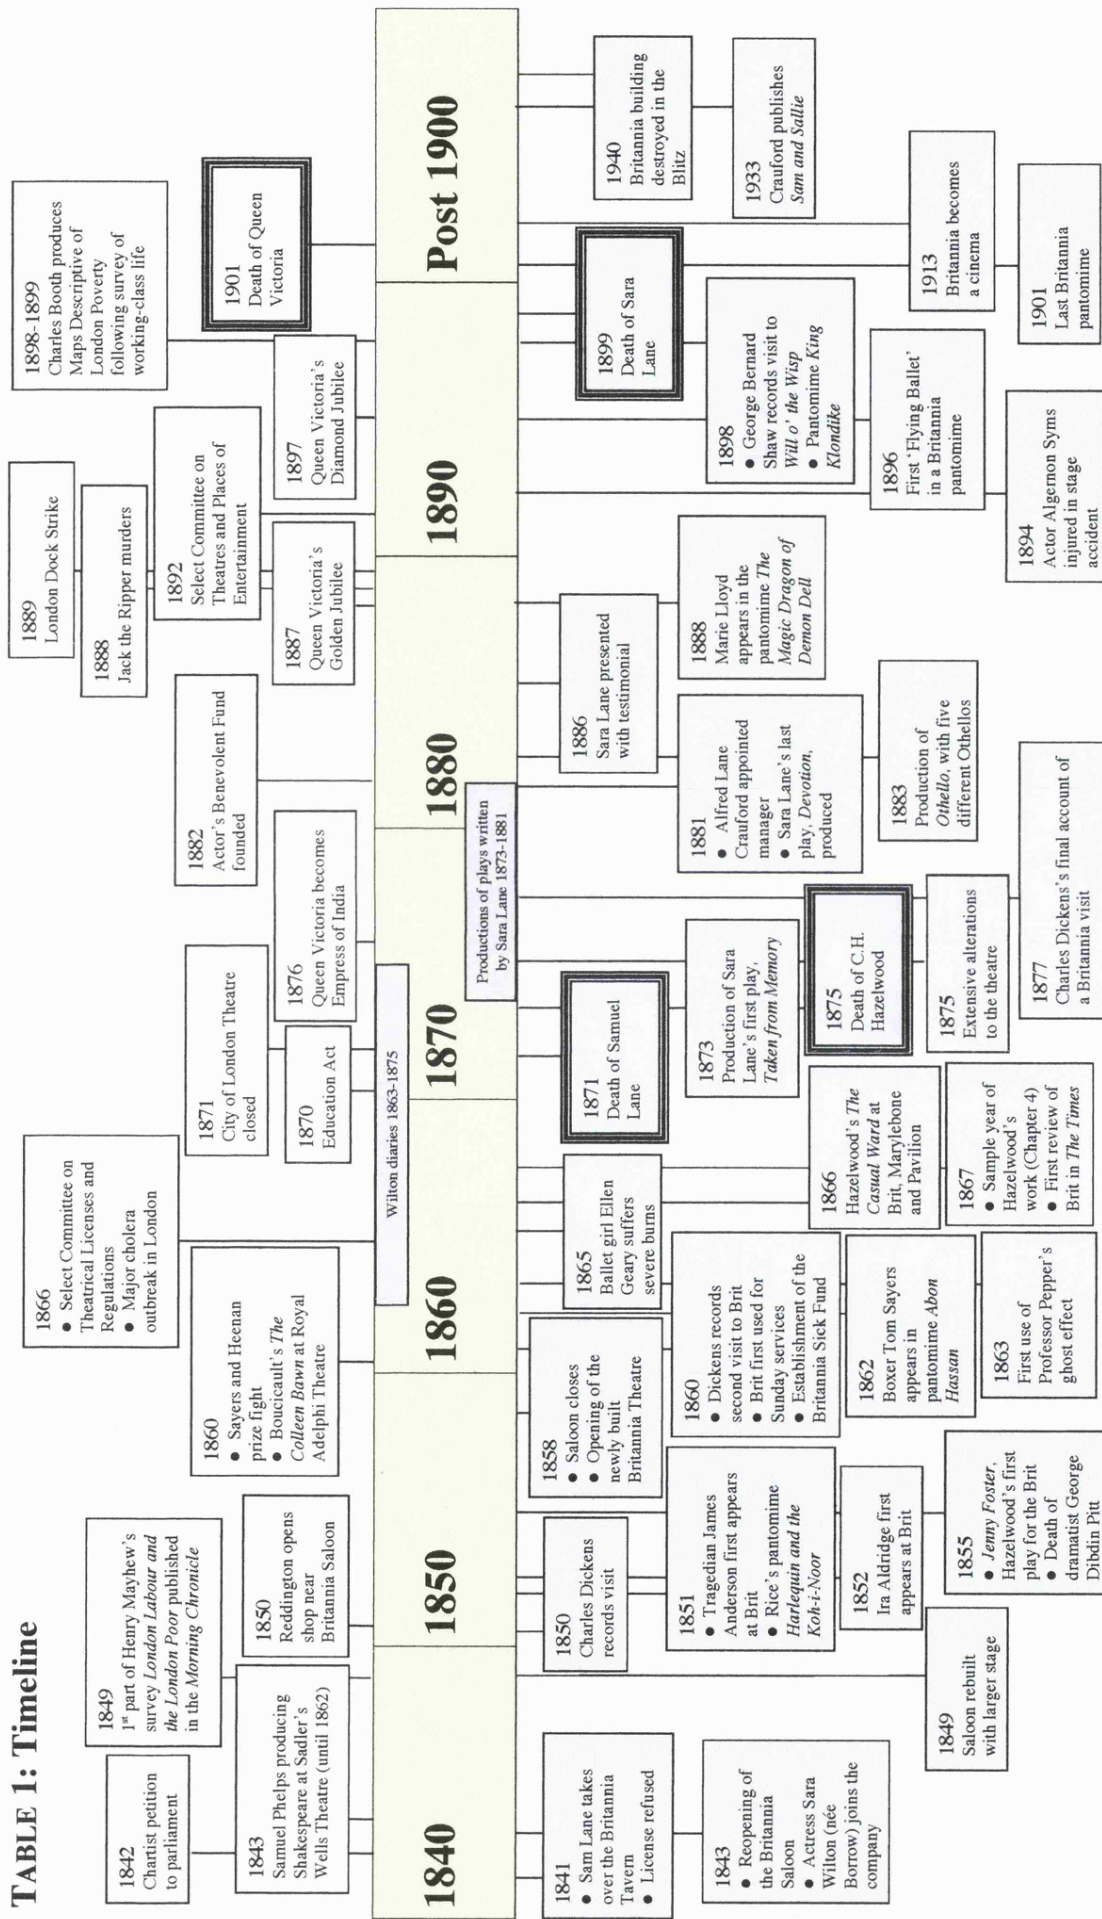 TABLE 1: Timeline
1842
Chartist petition
to parliament
1843
Samuel Phelps producing
Shakespeare at Sadler's
Wells Theatre (until 1862)
1849
1st part of Henry Mayhew's
survey London Labour and
the London Poor published
in the Morning Chronicle
1850
Reddington opens
shop near
Britannia Saloon
1860
● Sayers and Heenan
prize fight
● Boucicault's The
Colleen Bawn at Royal
Adelphi Theatre
1866
● Select Committee on
Theatrical Licenses and
Regulations
● Major cholera
outbreak in London
1871
City of London Theatre
closed
1870
Education Act
1876
Queen Victoria becomes
Empress of India
1882
Actor's Benevolent Fund
founded
1889
London Dock Strike
1888
Jack the Ripper murders
1892
Select Committee on
Theatres and Places of
Entertainment
1887
Queen Victoria's
Golden Jubilee
1897
Queen Victoria's
Diamond Jubilee
1898-1899
Charles Booth produces
Maps Descriptive of
London Poverty
following survey of
working-class life
1901
Death of Queen
Victoria
Wilton diaries 1863-1875
1840
1850
1860
1870
1880
1890
Post 1900
Productions of plays written
by Sara Lane 1873-1881
1841
● Sam Lane takes
over the Britannia
Tavern
● License refused
1843
● Reopening of
the Britannia
Saloon
● Actress Sara
Wilton (née
Borrow) joins the
company
1849
Saloon rebuilt
with larger stage
1850
Charles Dickens
records visit
1851
● Tragedian James
Anderson first appears
at Brit
● Rice's pantomime
Harlequin and the
Koh-i-Noor
1852
Ira Aldridge first
appears at Brit
1855
● Jenny Foster,
Hazelwood's first
play for the Brit
● Death of
dramatist George
Dibdin Pitt
1858
● Saloon closes
● Opening of the
newly built
Britannia Theatre
1860
● Dickens records
second visit to Brit
● Brit first used for
Sunday services
● Establishment of the
Britannia Sick Fund
1862
Boxer Tom Sayers
appears in
pantomime Abon
Hassan
1863
First use of
Professor Pepper's
ghost effect
1865
Ballet girl Ellen
Geary suffers
severe burns
1866
Hazelwood's The
Casual Ward at
Brit, Marylebone
and Pavilion
1867
● Sample year of
Hazelwood's
work (Chapter 4)
● First review of
Brit in The Times
1871
Death of Samuel
Lane
1873
Production of Sara
Lane's first play,
Taken from Memory
1875
Death of C.H.
Hazelwood
1875
Extensive alterations
to the theatre
1877
Charles Dickens's final account of
a Britannia visit
1886
Sara Lane presented
with testimonial
1881
● Alfred Lane
Crauford appointed
manager
● Sara Lane's last
play, Devotion,
produced
1883
Production of
Othello, with five
different Othellos
1888
Marie Lloyd
appears in the
pantomime The
Magic Dragon of
Demon Dell
1899
Death of Sara
Lane
1898
● George Bernard
Shaw records visit to
Will o' the Wisp
● Pantomime King
Klondike
1896
First 'Flying Ballet'
in a Britannia
pantomime
1894
Actor Algernon Syms
injured in stage
accident
1940
Britannia building
destroyed in the
Blitz
1933
Crauford publishes
Sam and Sallie
1913
Britannia becomes
a cinema
1901
Last Britannia
pantomime